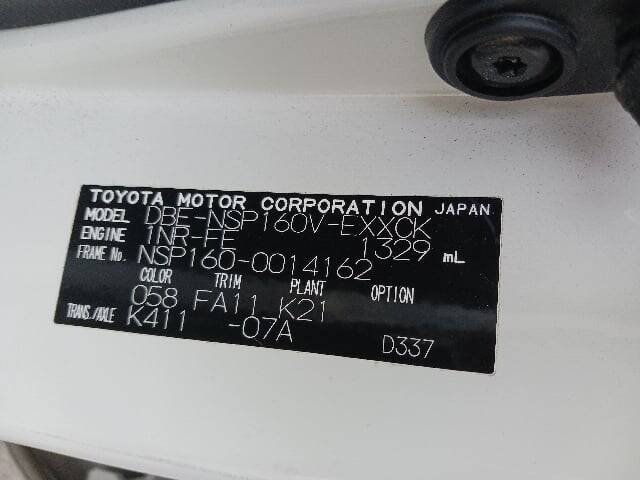 TOYOTA MOTOR CORPORATION JAPAN
MODEL DBE-NSP160V-EXXCK
ENGINE 1NR-FE 1329 mL
FRAME No. NSP160-0014162
COLOR TRIM PLANT OPTION
058 FA11 K21
TRANS./AXLE K411 -07A D337